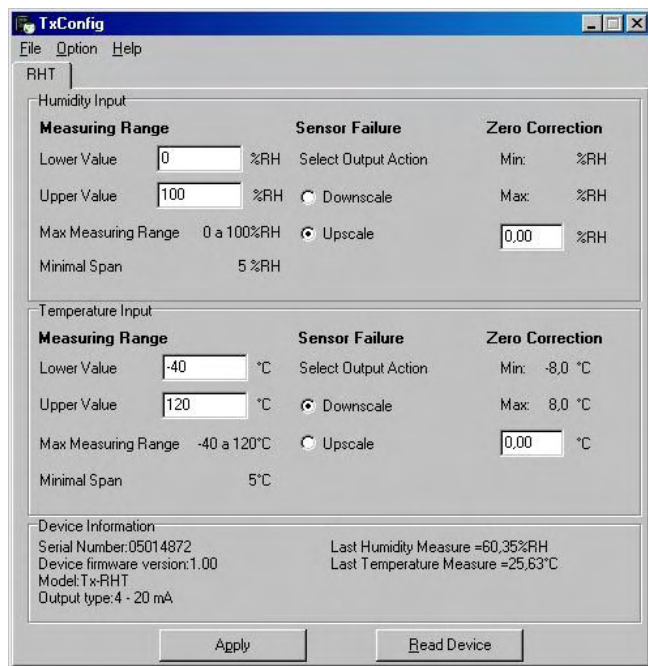 TxConfig
File Option Help
RHT
Humidity Input
Measuring Range Sensor Failure Zero Correction
Lower Value 0 %RH Select Output Action Min: %RH
Upper Value 100 %RH Downscale Max: %RH
Max Measuring Range 0 a 100%RH Upscale 0,00 %RH
Minimal Span 5 %RH
Temperature Input
Measuring Range Sensor Failure Zero Correction
Lower Value -40 °C Select Output Action Min: -8,0 °C
Upper Value 120 °C Downscale Max: 8,0 °C
Max Measuring Range -40 a 120°C Upscale 0,00 °C
Minimal Span 5°C
Device Information
Serial Number:05014872 Last Humidity Measure =60,35%RH
Device firmware version:1.00 Last Temperature Measure =25,63°C
Model:Tx-RHT
Output type:4 - 20 mA
Apply Read Device